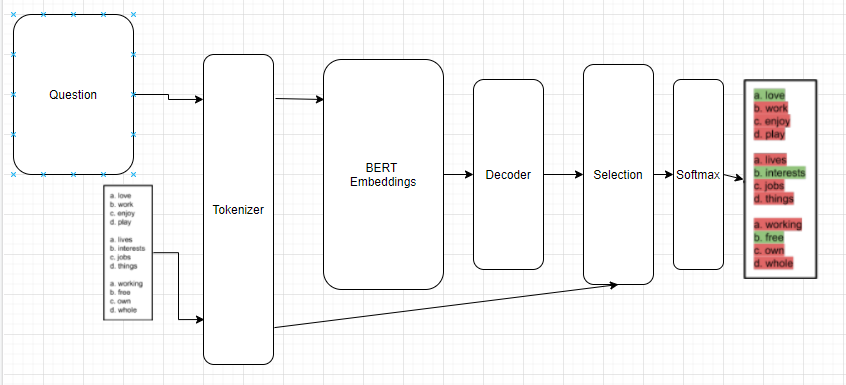 Question
a. love
b. work
c. enjoy
d. play
a. lives
b. interests
c. jobs
d. things
a. working
b. free
c. own
d. whole
Tokenizer
BERT
Embeddings
Decoder
Selection
Softmax
a. love
b. work
c. enjoy
d. play
a. lives
b. interests
c. jobs
d. things
a. working
b. free
c. own
d. whole